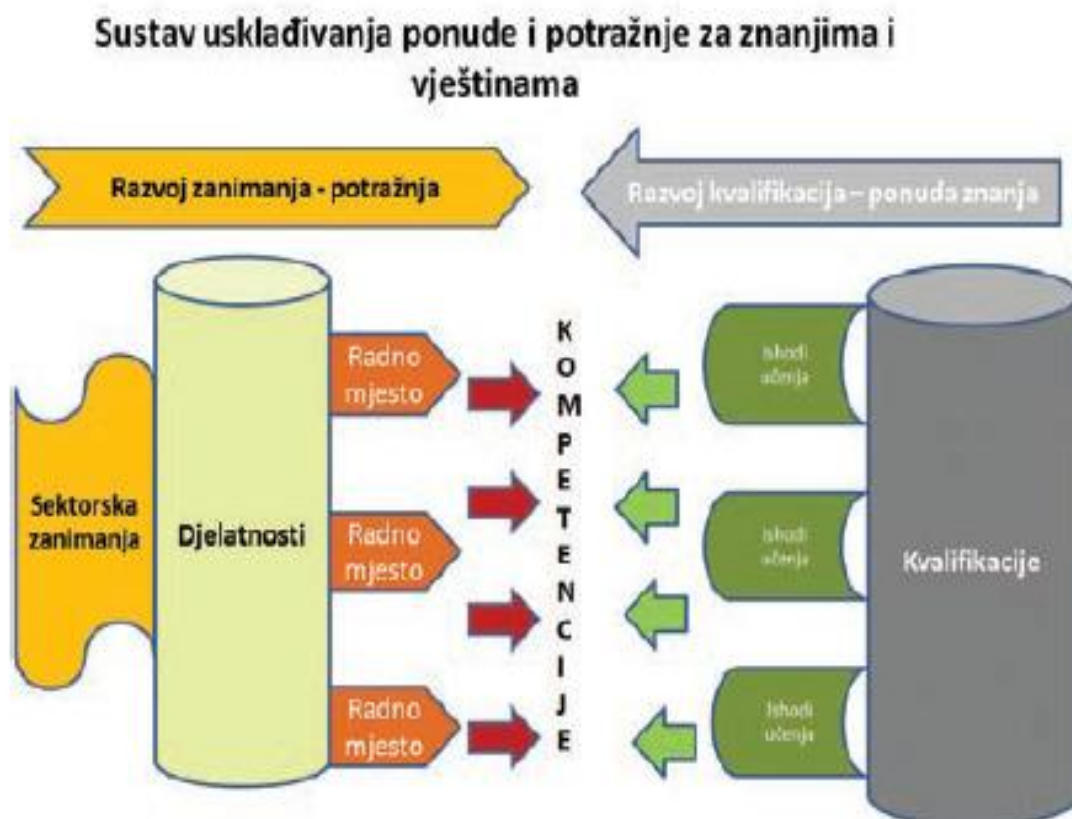 Sustav usklađivanja ponude i potražnje za znanjima i
vještinama
Razvoj zanimanja - potražnja
Razvoj kvalifikacija – ponuda znanja
Sektorska
zanimanja
Djelatnosti
Radno
mjesto
Radno
mjesto
Radno
mjesto
KOMPETENCIJE
Ishodi
učenja
Ishodi
učenja
Ishodi
učenja
Kvalifikacije